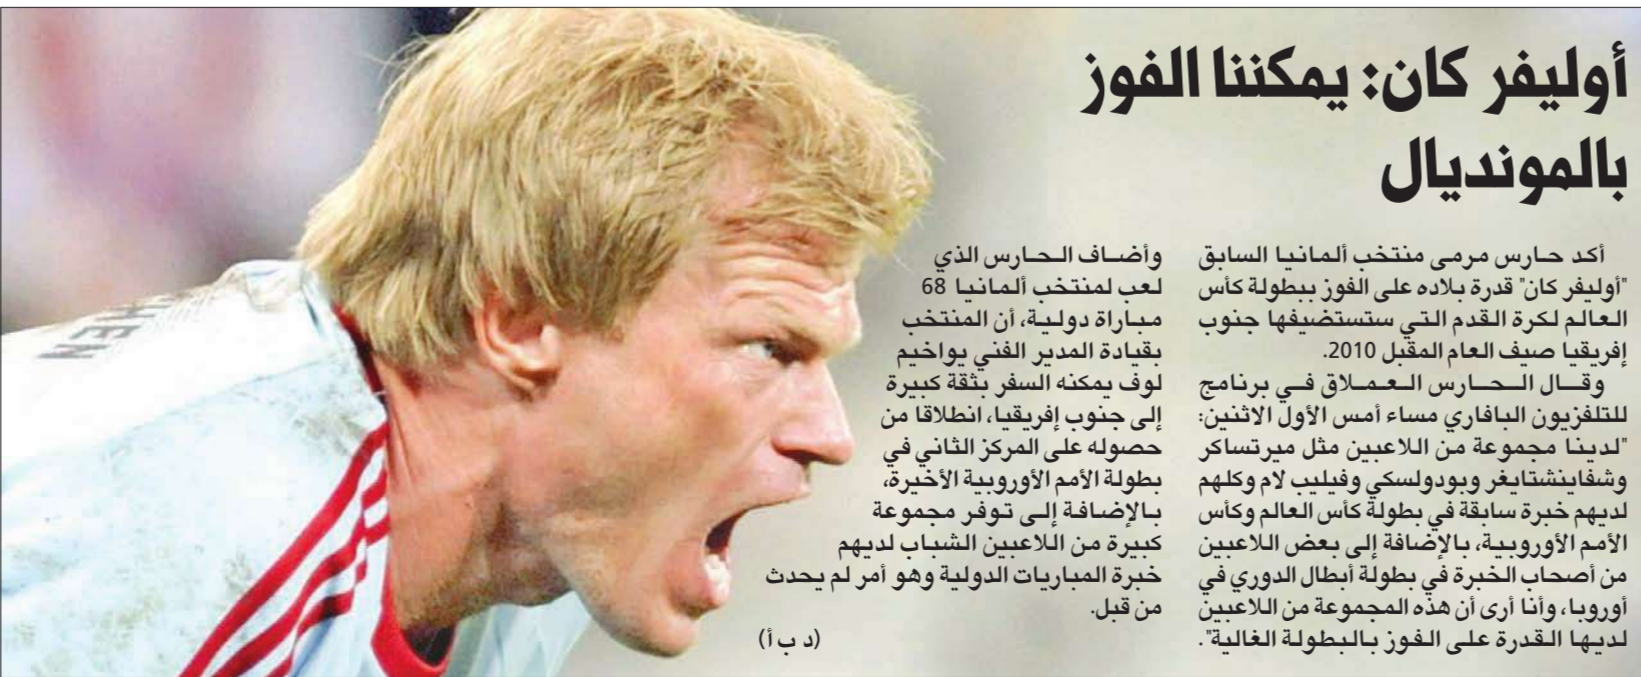 أوليفر كان: يمكننا الفوز
بالمونديال
أكد حارس مرمى منتخب ألمانيا السابق
"أوليفر كان" قدرة بلاده على الفوز ببطولة كأس
العالم لكرة القدم التي ستستضيفها جنوب
إفريقيا صيف العام المقبل 2010.
وقال الحارس العملاق في برنامج
للتلفزيون البافاري مساء أمس الأول الاثنين:
"لدينا مجموعة من اللاعبين مثل ميرتساكر
وشفاينشتايغر وبودولسكي وفيليب لام وكلهم
لديهم خبرة سابقة في بطولة كأس العالم وكأس
الأمم الأوروبية، بالإضافة إلى بعض اللاعبين
من أصحاب الخبرة في بطولة أبطال الدوري في
أوروبا، وأنا أرى أن هذه المجموعة من اللاعبين
لديها القدرة على الفوز بالبطولة الغالية".
وأضاف الحارس الذي
لعب لمنتخب ألمانيا 68
مباراة دولية، أن المنتخب
بقيادة المدير الفني يواخيم
لوف يمكنه السفر بثقة كبيرة
إلى جنوب إفريقيا، انطلاقا من
حصوله على المركز الثاني في
بطولة الأمم الأوروبية الأخيرة،
بالإضافة إلى توفر مجموعة
كبيرة من اللاعبين الشباب لديهم
خبرة المباريات الدولية وهو أمر لم يحدث
من قبل.
(د ب أ)
HEN